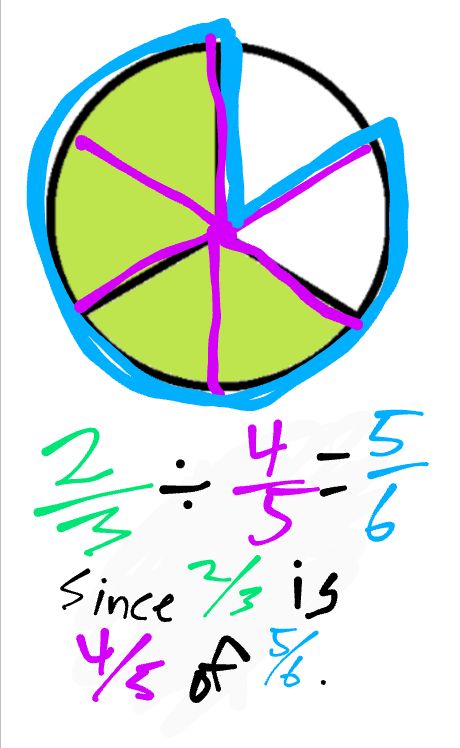 2/3 ÷ 4/5 = 5/6
since 2/3 is
4/5 of 5/6.